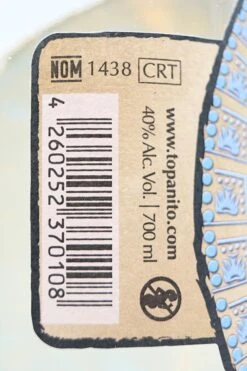 NOM 1438 CRT
www.topanito.com
40% Alc. Vol. | 700 ml
4 260252 370108